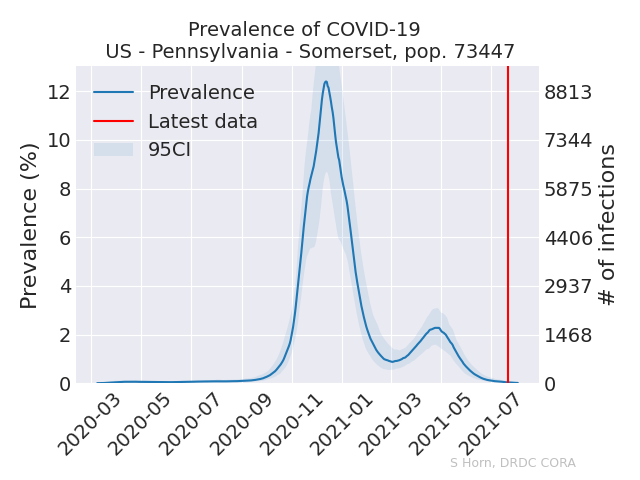 Prevalence of COVID-19
US - Pennsylvania - Somerset, pop. 73447
Prevalence
Latest data
95CI
Prevalence (%)
12
10
8
6
4
2
0
8813
7344
5875
4406
2937
1468
0
# of infections
2020-03
2020-05
2020-07
2020-09
2020-11
2021-01
2021-03
2021-05
2021-07
S Horn, DRDC CORA